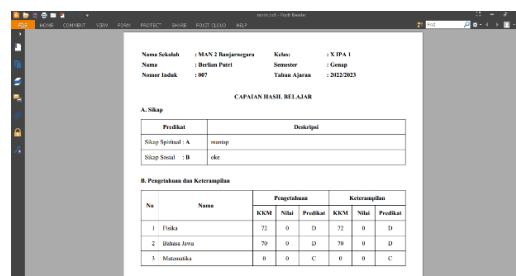 FILE HOME COMMENT VIEW FORM PROTECT SHARE FOXIT CLOUD HELP
Find
Nama Sekolah : MAN 2 Banjarnegara Kelas: : X IPA 1
Nama : Berlian Putri Semester : Genap
Nomor Induk : 007 Tahun Ajaran : 2022/2023
CAPAIAN HASIL BELAJAR
A. Sikap
Predikat Deskripsi
Sikap Spiritual : A mantap
Sikap Sosial : B oke
B. Pengetahuan dan Keterampilan
No Nama Pengetahuan Keterampilan
KKM Nilai Predikat KKM Nilai Predikat
1 Fisika 72 0 D 72 0 D
2 Bahasa Jawa 70 0 D 70 0 D
3 Matematika 0 0 C 0 0 C